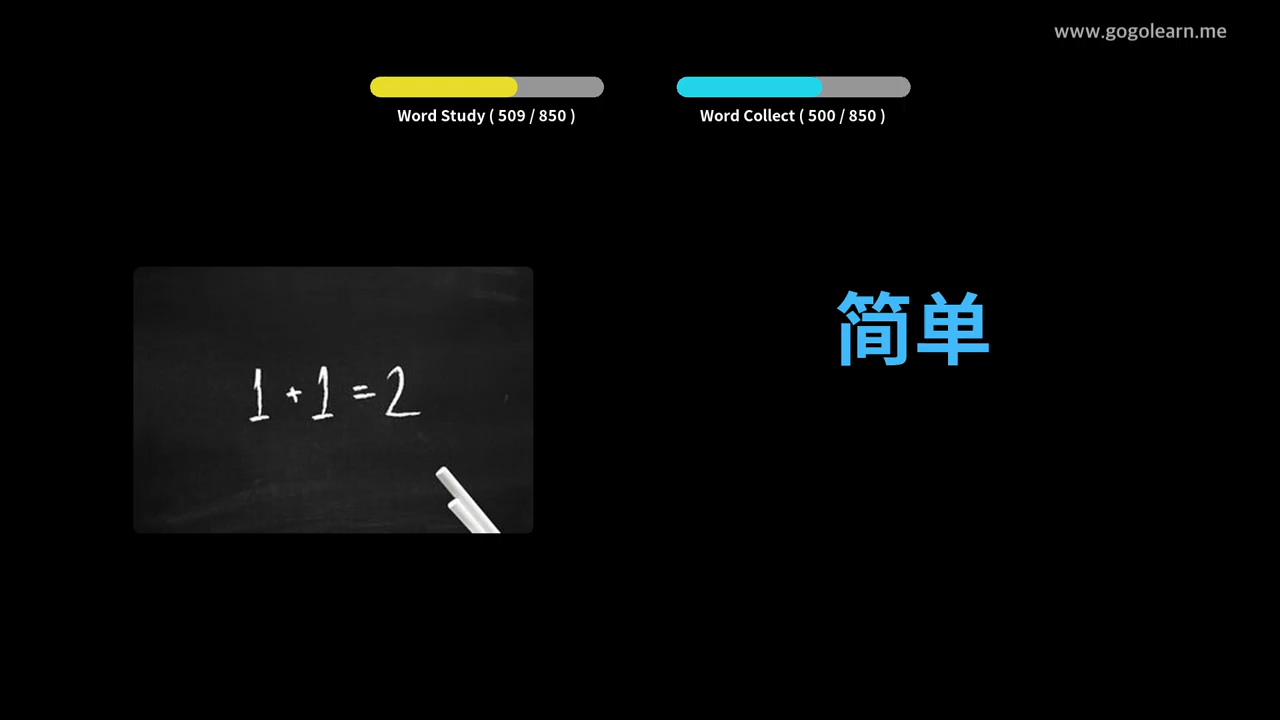 www.gogolearn.me
Word Study ( 509 / 850 )
Word Collect ( 500 / 850 )
简单
1 + 1 = 2